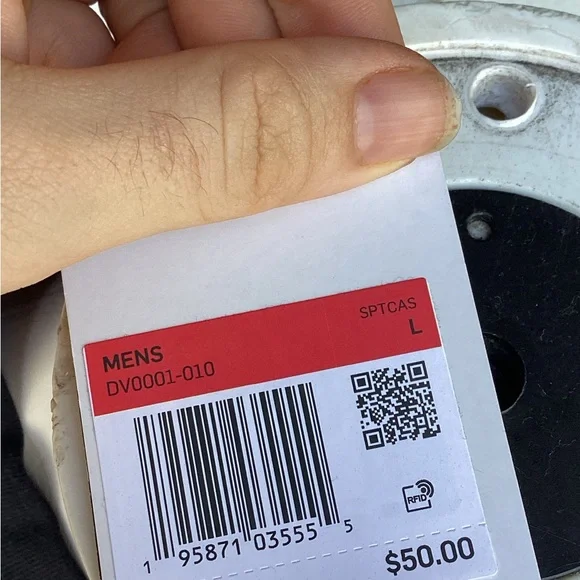 MENS SPTCAS
DV0001-010 L
RFID
1 95871 03555 5
$50.00